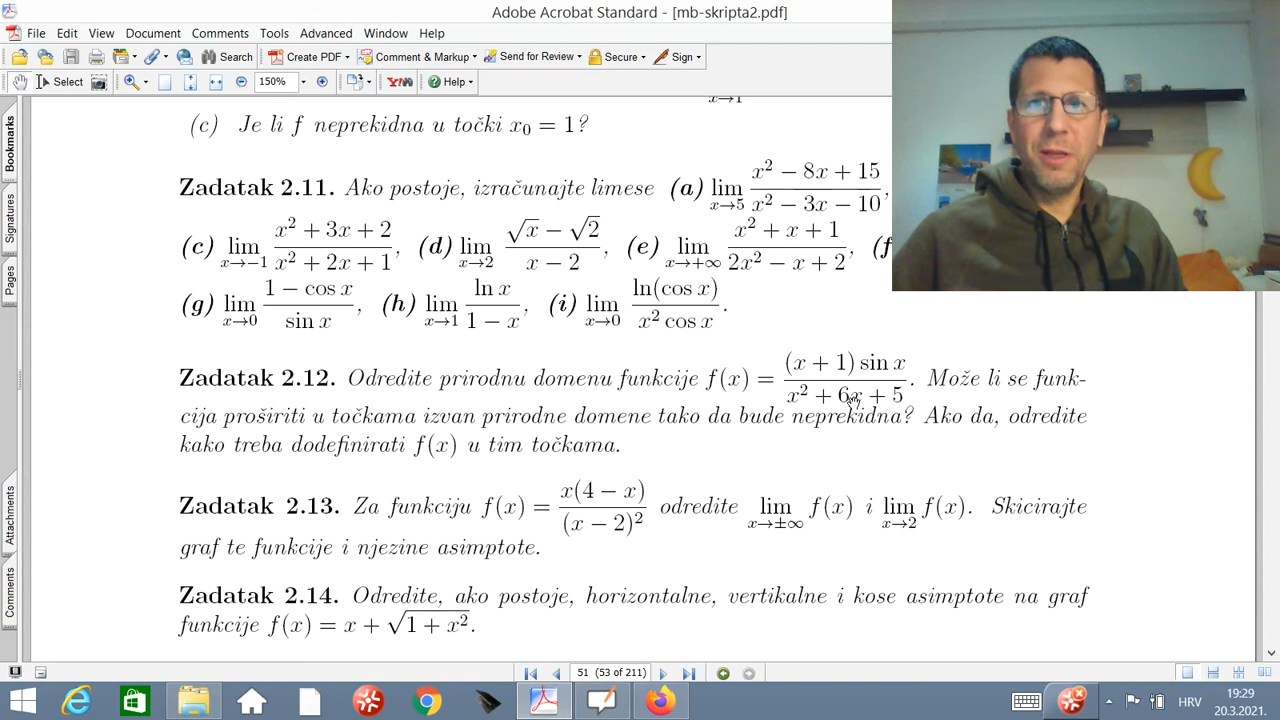 Adobe Acrobat Standard - [mb-skripta2.pdf]
File Edit View Document Comments Tools Advanced Window Help
Search Create PDF Comment & Markup Send for Review Secure Sign
Select 150% Y! Help
x→1
(c) Je li f neprekidna u točki x₀ = 1?
Zadatak 2.11. Ako postoje, izračunajte limese (a) lim x→5 (x² − 8x + 15)/(x² − 3x − 10),
(c) lim x→−1 (x² + 3x + 2)/(x² + 2x + 1), (d) lim x→2 (√x − √2)/(x − 2), (e) lim x→+∞ (x² + x + 1)/(2x² − x + 2), (f
(g) lim x→0 (1 − cos x)/(sin x), (h) lim x→1 (ln x)/(1 − x), (i) lim x→0 (ln(cos x))/(x² cos x).
Zadatak 2.12. Odredite prirodnu domenu funkcije f(x) = ((x + 1) sin x)/(x² + 6x + 5). Može li se funk-
cija proširiti u točkama izvan prirodne domene tako da bude neprekidna? Ako da, odredite
kako treba dodefinirati f(x) u tim točkama.
Zadatak 2.13. Za funkciju f(x) = (x(4 − x))/((x − 2)²) odredite lim x→±∞ f(x) i lim x→2 f(x). Skicirajte
graf te funkcije i njezine asimptote.
Zadatak 2.14. Odredite, ako postoje, horizontalne, vertikalne i kose asimptote na graf
funkcije f(x) = x + √(1 + x²).
Bookmarks
Signatures
Pages
Attachments
Comments
51 (53 of 211)
HRV
19:29
20.3.2021.